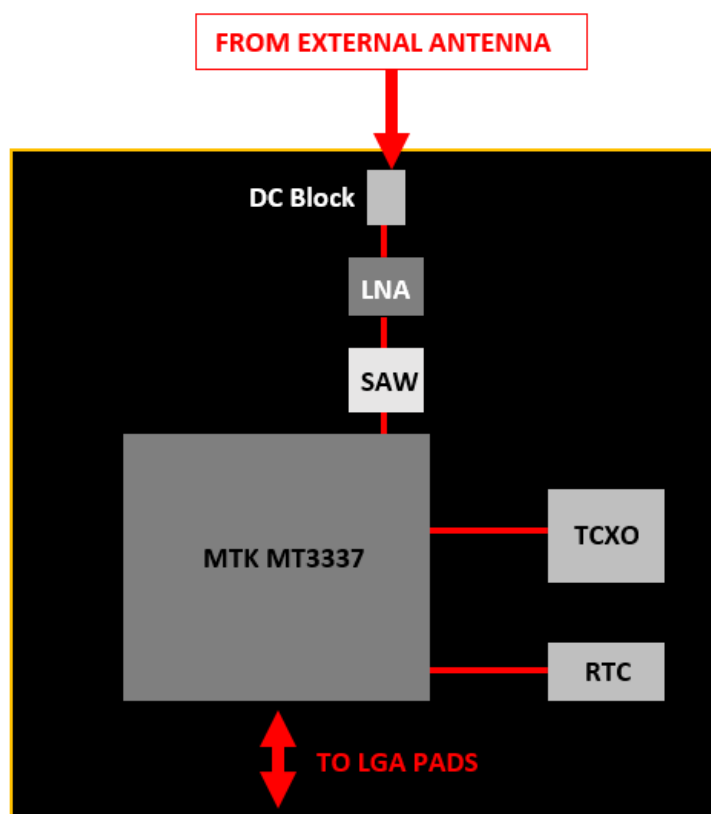 FROM EXTERNAL ANTENNA
DC Block
LNA
SAW
TCXO
MTK MT3337
RTC
TO LGA PADS